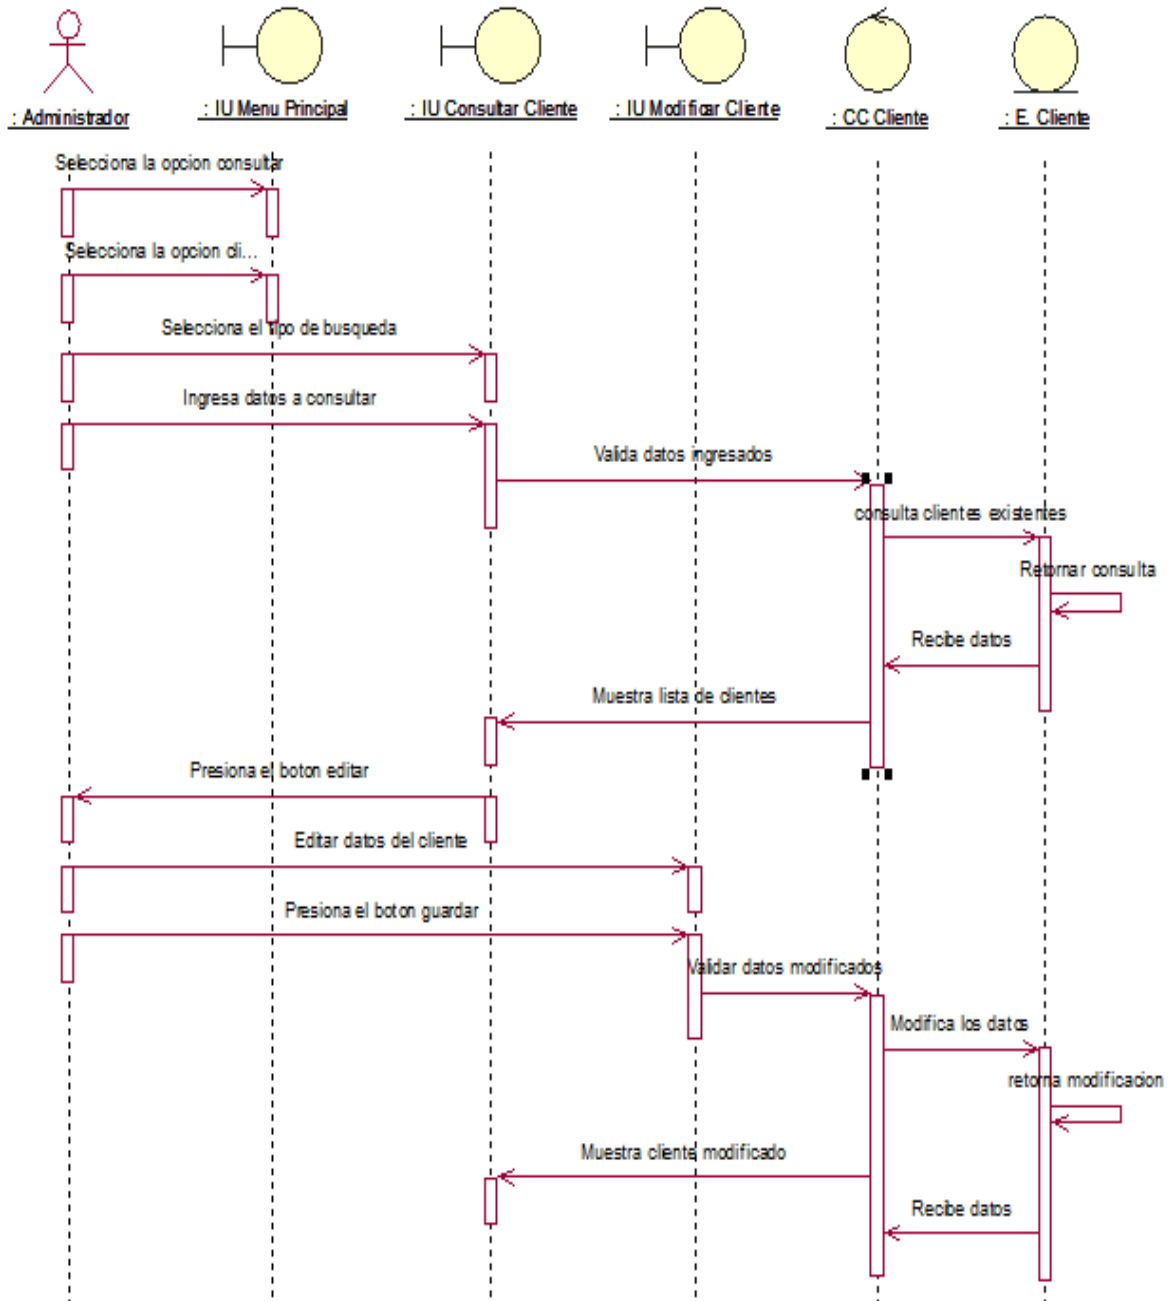 : Administrador
: IU Menu Principal
: IU Consultar Cliente
: IU Modificar Cliente
: CC Cliente
: E. Cliente
Selecciona la opcion consultar
Selecciona la opcion cli...
Selecciona el tipo de busqueda
Ingresa datos a consultar
Valida datos ingresados
consulta clientes existentes
Retornar consulta
Recibe datos
Muestra lista de clientes
Presiona el boton editar
Editar datos del cliente
Presiona el boton guardar
Validar datos modificados
Modifica los datos
retorna modificacion
Muestra cliente modificado
Recibe datos